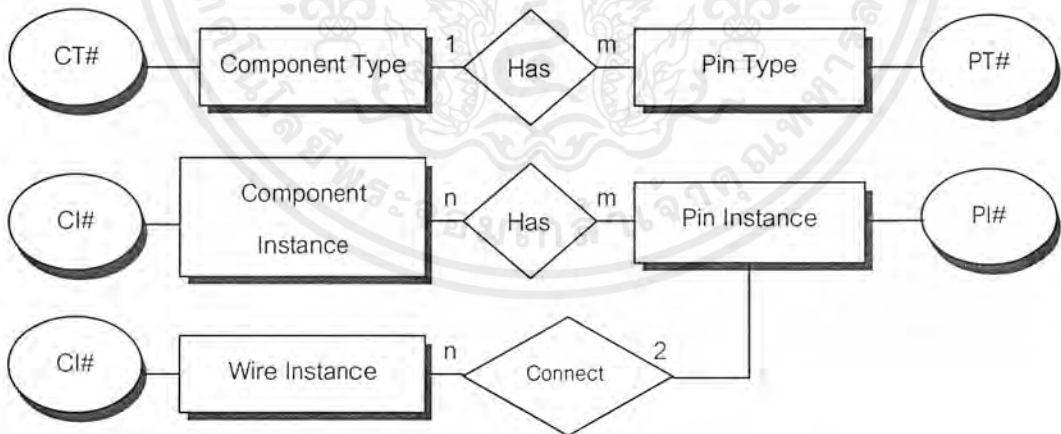 CT#
Component Type
1
Has
m
Pin Type
PT#
CI#
Component
Instance
n
Has
m
Pin Instance
PI#
CI#
Wire Instance
n
Connect
2